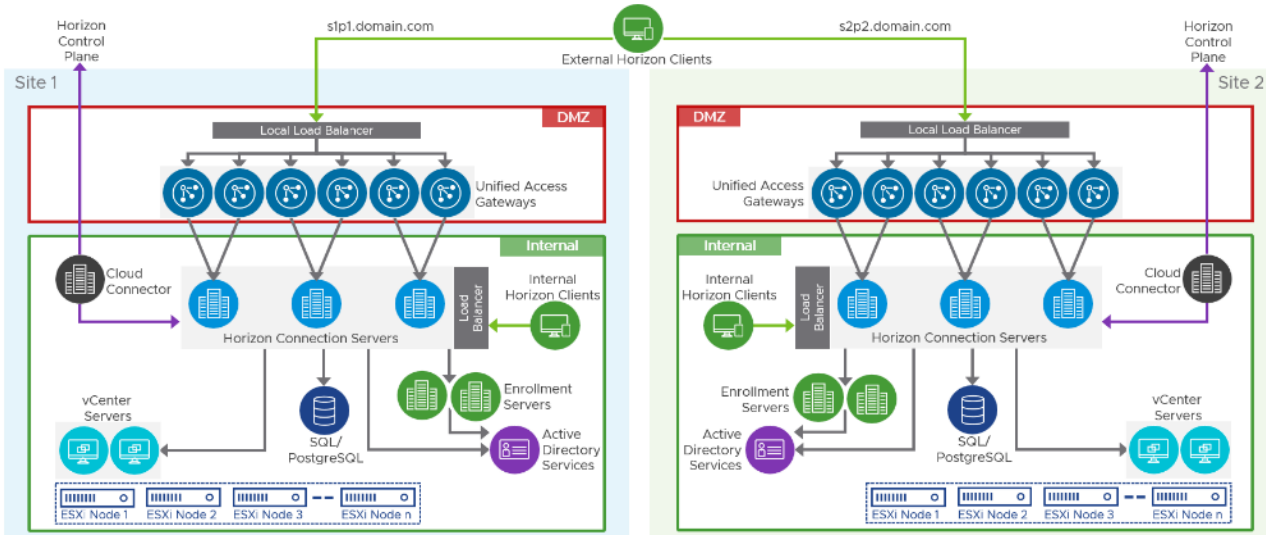 Horizon
Control
Plane
s1p1.domain.com
External Horizon Clients
s2p2.domain.com
Horizon
Control
Plane
Site 1
DMZ
Local Load Balancer
Unified Access
Gateways
Internal
Cloud
Connector
Horizon Connection Servers
Load
Balancer
Internal
Horizon Clients
vCenter
Servers
SQL/
PostgreSQL
Enrollment
Servers
Active
Directory
Services
ESXi Node 1
ESXi Node 2
ESXi Node 3
ESXi Node n
Site 2
DMZ
Local Load Balancer
Unified Access
Gateways
Internal
Internal
Horizon Clients
Load
Balancer
Horizon Connection Servers
Cloud
Connector
Enrollment
Servers
Active
Directory
Services
SQL/
PostgreSQL
vCenter
Servers
ESXi Node 1
ESXi Node 2
ESXi Node 3
ESXi Node n